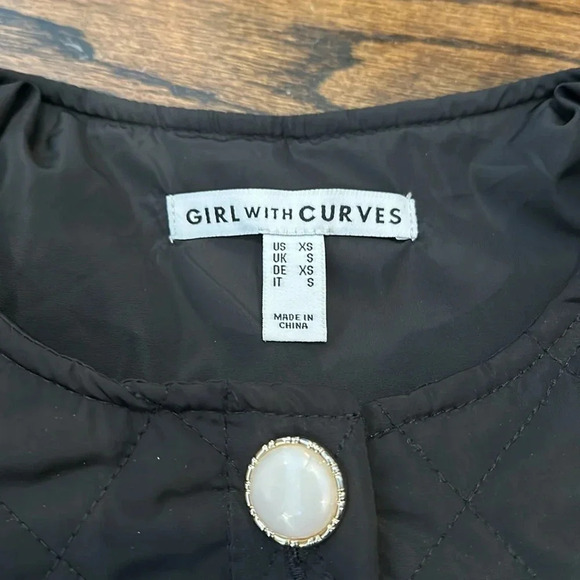 GIRL WITH CURVES
US XS
UK S
DE XS
IT S
MADE IN
CHINA